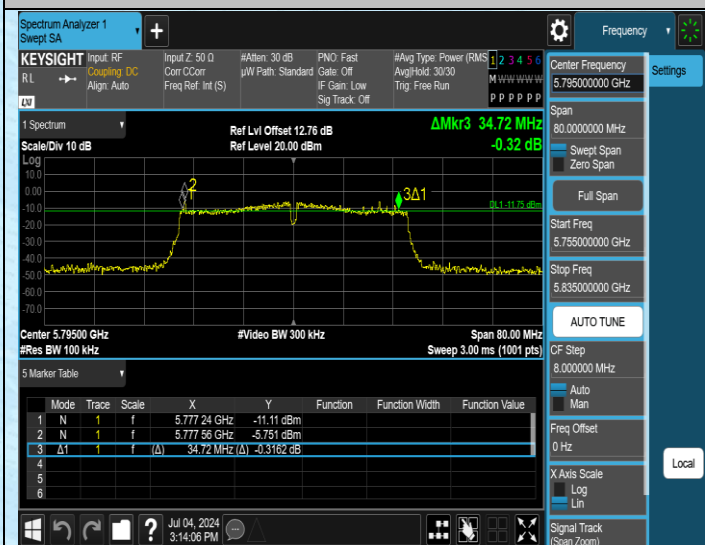 Spectrum Analyzer 1
Swept SA
+
Frequency
KEYSIGHT
RL
LXI
Input: RF
Coupling: DC
Align: Auto
Input Z: 50 Ω
Corr CCorr
Freq Ref: Int (S)
#Atten: 30 dB
µW Path: Standard
PNO: Fast
Gate: Off
IF Gain: Low
Sig Track: Off
#Avg Type: Power (RMS
Avg|Hold: 30/30
Trig: Free Run
1 2 3 4 5 6
M W W W W W
P P P P P P
1 Spectrum
Scale/Div 10 dB
Ref Lvl Offset 12.76 dB
Ref Level 20.00 dBm
ΔMkr3 34.72 MHz
-0.32 dB
Log
10.0
0.00
-10.0
-20.0
-30.0
-40.0
-50.0
-60.0
-70.0
2
3Δ1
DL1 -11.75 dBm
Center 5.79500 GHz
#Res BW 100 kHz
#Video BW 300 kHz
Span 80.00 MHz
Sweep 3.00 ms (1001 pts)
5 Marker Table
Mode Trace Scale X Y Function Function Width Function Value
1 N 1 f 5.777 24 GHz -11.11 dBm
2 N 1 f 5.777 56 GHz -5.751 dBm
3 Δ1 1 f (Δ) 34.72 MHz (Δ) -0.3162 dB
4
5
6
Jul 04, 2024
3:14:06 PM
?
Center Frequency
5.795000000 GHz
Span
80.0000000 MHz
Swept Span
Zero Span
Full Span
Start Freq
5.755000000 GHz
Stop Freq
5.835000000 GHz
AUTO TUNE
CF Step
8.000000 MHz
Auto
Man
Freq Offset
0 Hz
X Axis Scale
Log
Lin
Signal Track
(Span Zoom)
Settings
Local